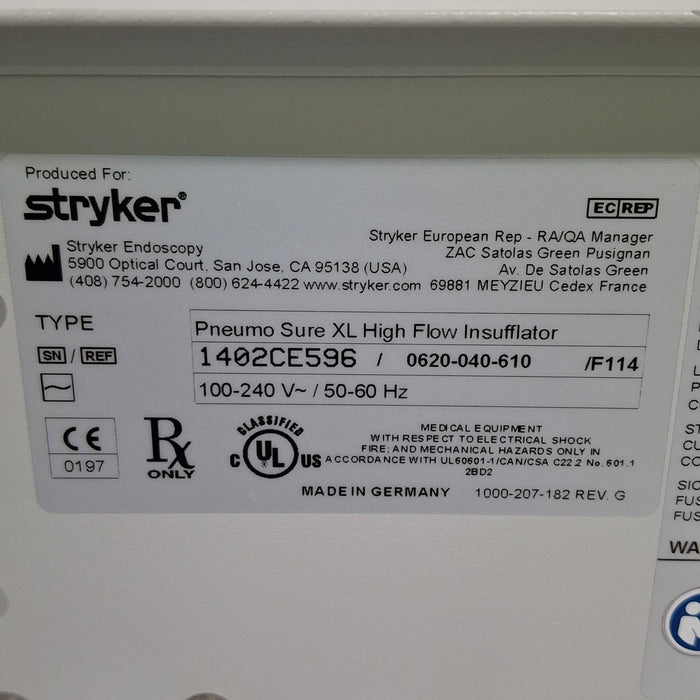 Produced For:
stryker®
EC REP
Stryker Endoscopy
5900 Optical Court, San Jose, CA 95138 (USA)
(408) 754-2000 (800) 624-4422 www.stryker.com
Stryker European Rep - RA/QA Manager
ZAC Satolas Green Pusignan
Av. De Satolas Green
69881 MEYZIEU Cedex France
TYPE
Pneumo Sure XL High Flow Insufflator
SN / REF
1402CE596 / 0620-040-610 /F114
100-240 V~ / 50-60 Hz
CE
0197
Rx
ONLY
CLASSIFIED
C UL US
MEDICAL EQUIPMENT
WITH RESPECT TO ELECTRICAL SHOCK
FIRE; AND MECHANICAL HAZARDS ONLY IN
ACCORDANCE WITH UL60601-1/CAN/CSA C22.2 No.601.1
2BD2
MADE IN GERMANY
1000-207-182 REV. G
WA